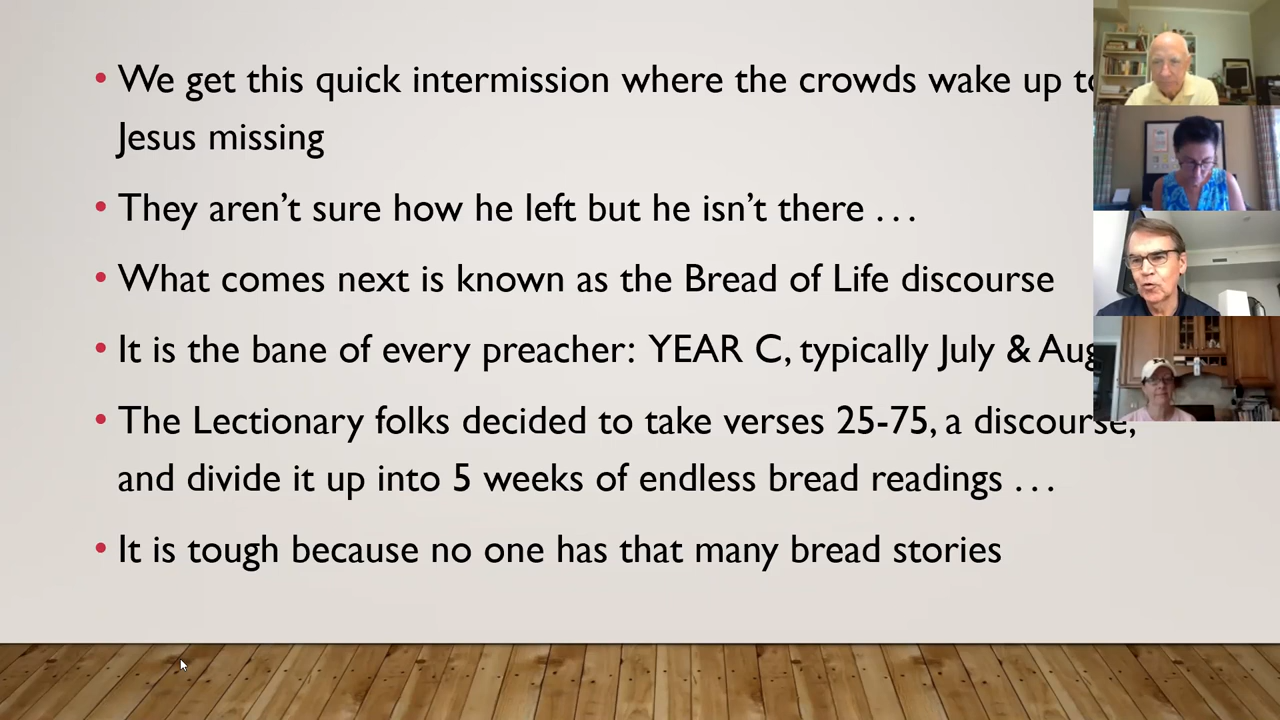 • We get this quick intermission where the crowds wake up to
Jesus missing
• They aren’t sure how he left but he isn’t there . . .
• What comes next is known as the Bread of Life discourse
• It is the bane of every preacher: YEAR C, typically July & Aug
• The Lectionary folks decided to take verses 25-75, a discourse,
and divide it up into 5 weeks of endless bread readings . . .
• It is tough because no one has that many bread stories